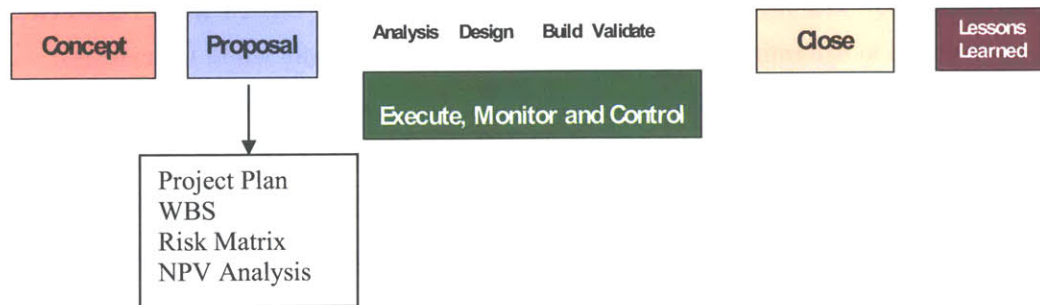 Concept
Proposal
Analysis Design Build Validate
Close
Lessons
Learned
Execute, Monitor and Control
Project Plan
WBS
Risk Matrix
NPV Analysis